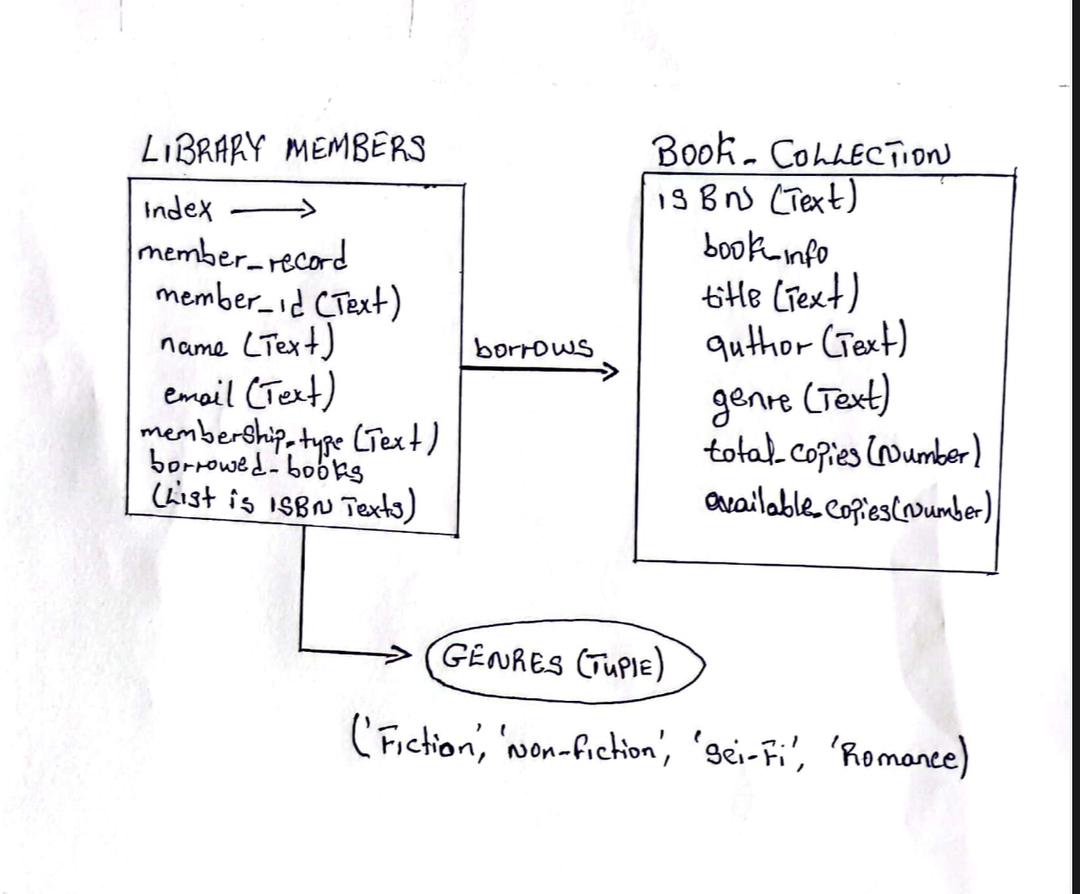 LIBRARY MEMBERS
index
member_record
member_id (Text)
name (Text)
email (Text)
membership_type (Text)
borrowed_books
(List is ISBN Texts)
borrows
BOOK_COLLECTION
ISBN (Text)
book_info
title (Text)
author (Text)
genre (Text)
total_copies (Number)
available_copies (Number)
GENRES (TUPlE)
('Fiction', 'Non-fiction', 'Sci-Fi', 'Romance)